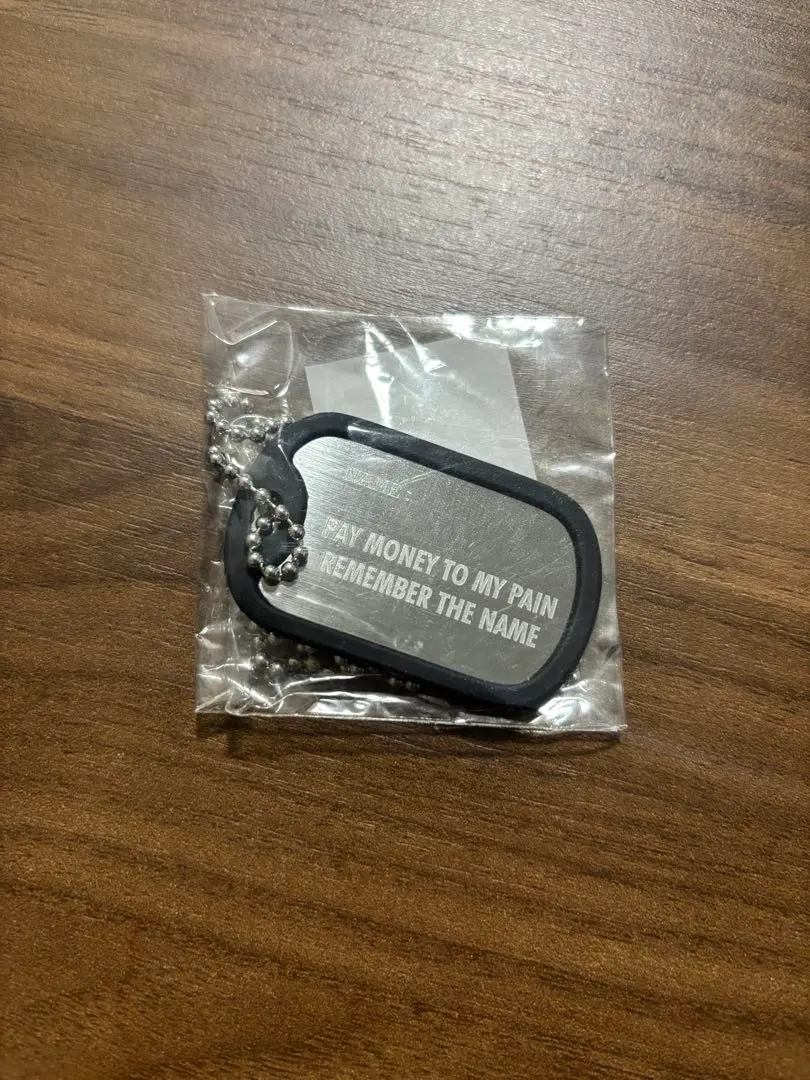 NAME -
PAY MONEY TO MY PAIN
REMEMBER THE NAME